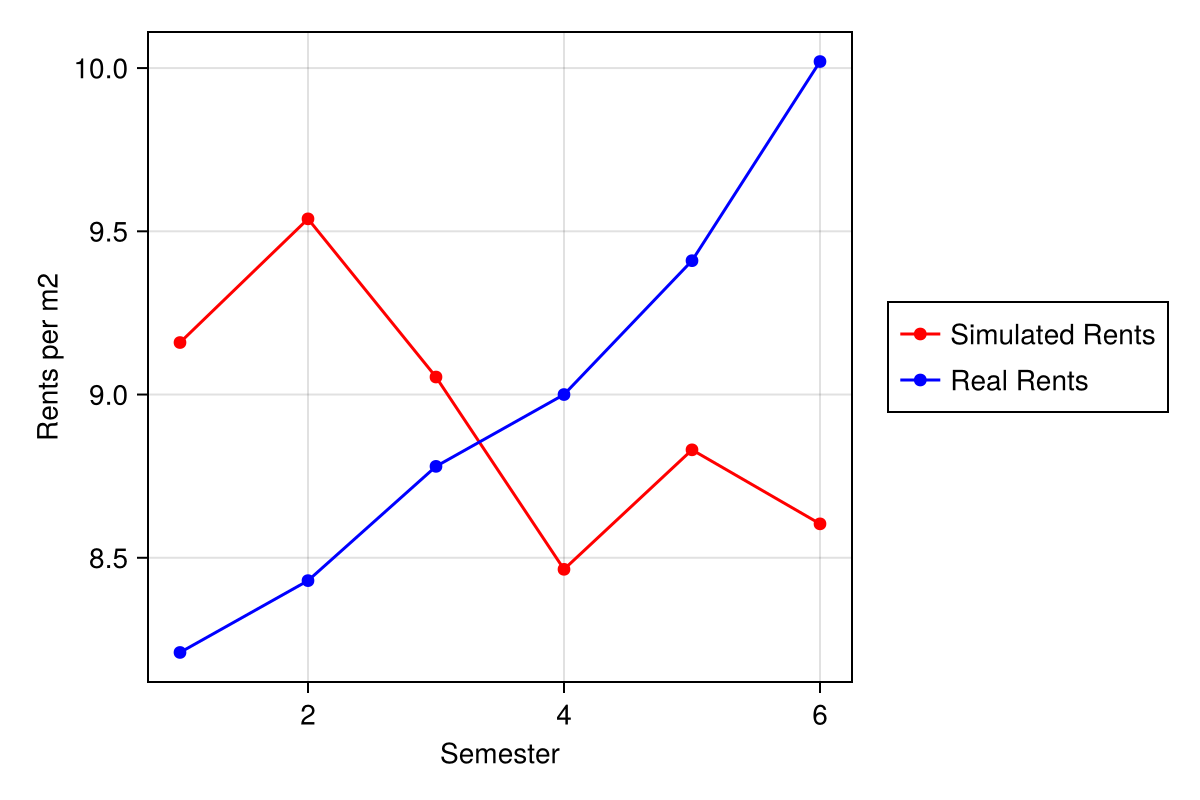 10.0
9.5
9.0
8.5
Rents per m2
2 4 6
Semester
Simulated Rents
Real Rents